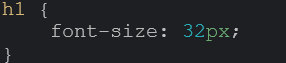 h1 {
    font-size: 32px;
}